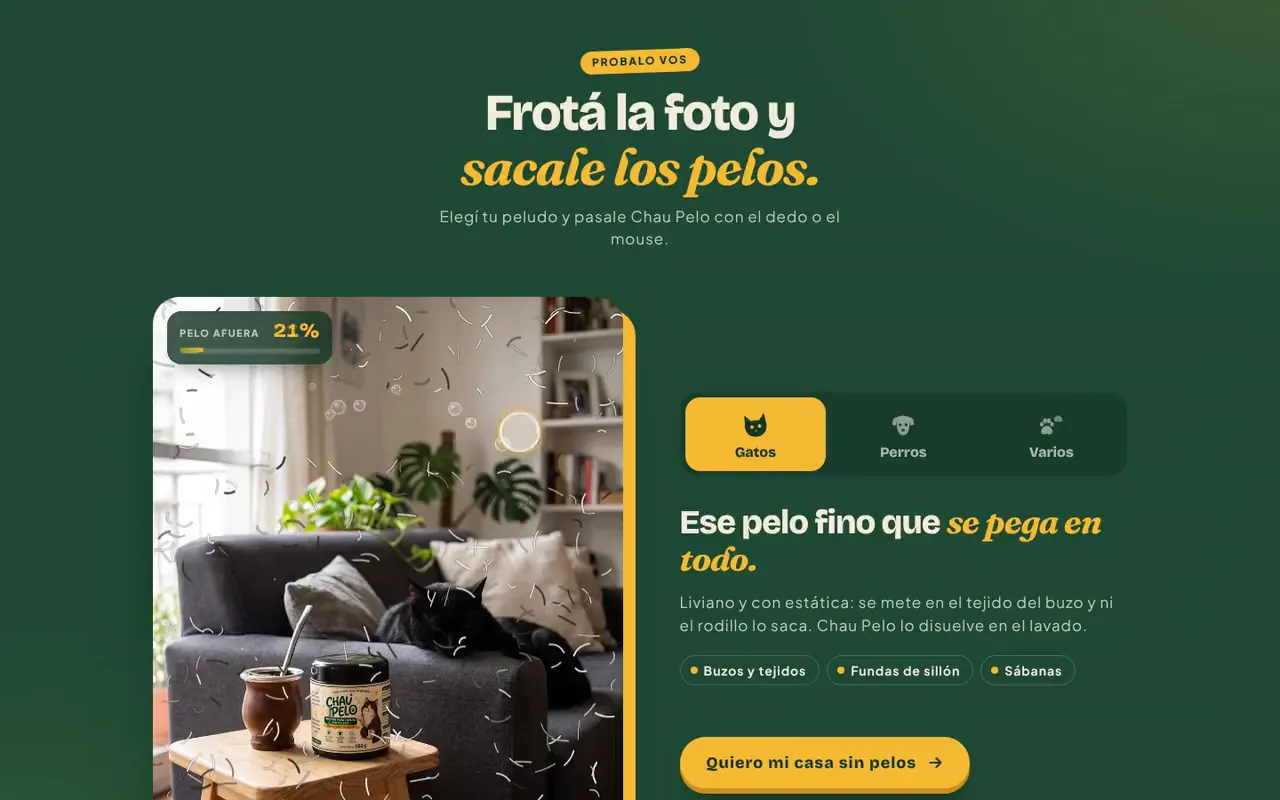 PROBALO VOS
Frotá la foto y
sacale los pelos.
Elegí tu peludo y pasale Chau Pelo con el dedo o el
mouse.
PELO AFUERA 21%
Gatos
Perros
Varios
Ese pelo fino que se pega en
todo.
Liviano y con estática: se mete en el tejido del buzo y ni
el rodillo lo saca. Chau Pelo lo disuelve en el lavado.
Buzos y tejidos
Fundas de sillón
Sábanas
CHAU
PELO
Quiero mi casa sin pelos →